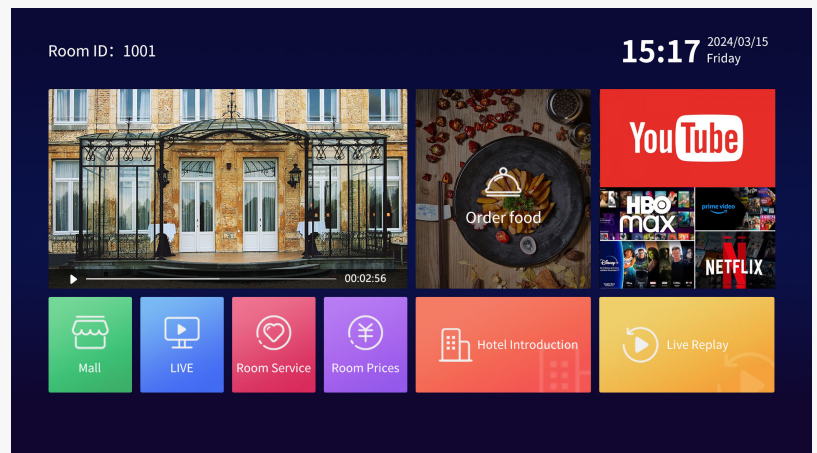 Room ID: 1001
15:17
2024/03/15
Friday
Order food
YouTube
HBO
max
prime video
Disney+
NETFLIX
00:02:56
Mall
LIVE
Room Service
Room Prices
Hotel Introduction
Live Replay